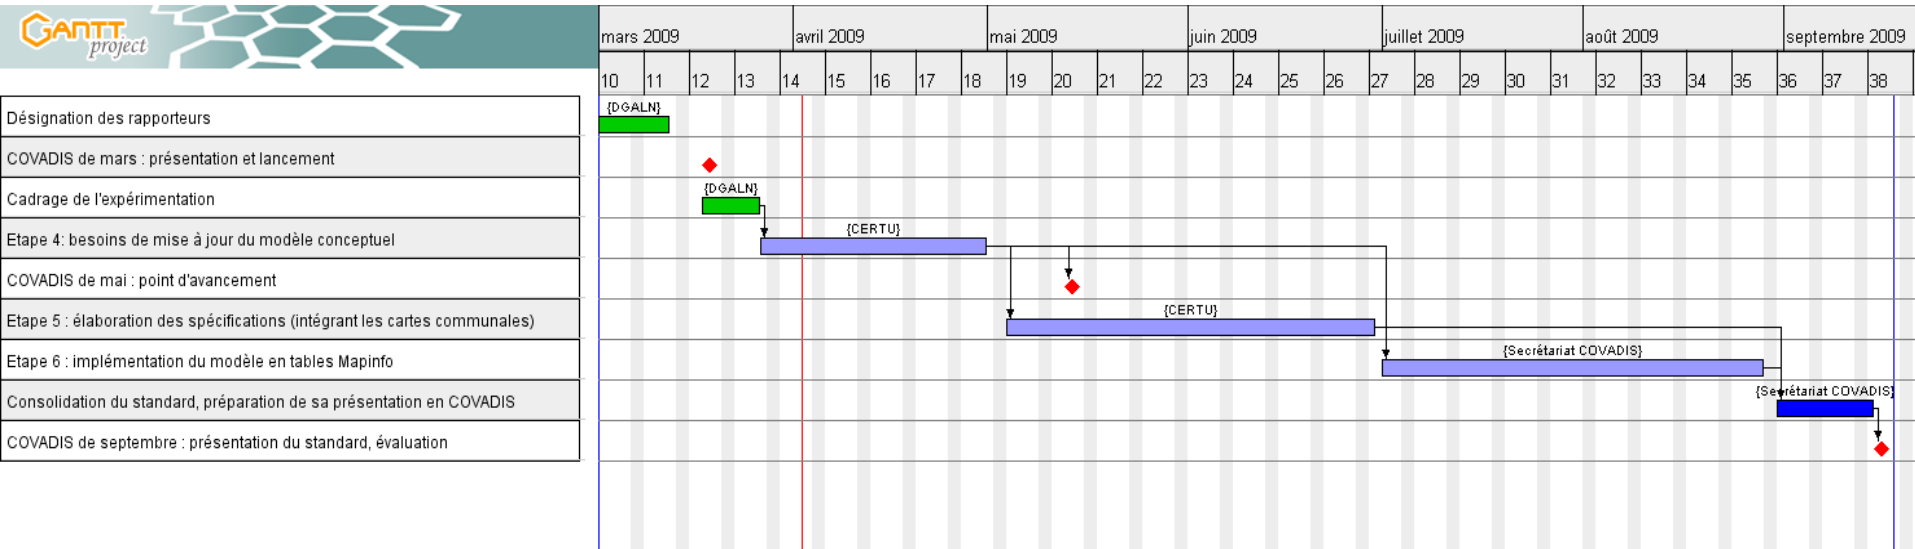 GANTT
project
mars 2009 avril 2009 mai 2009 juin 2009 juillet 2009 août 2009 septembre 2009
10 11 12 13 14 15 16 17 18 19 20 21 22 23 24 25 26 27 28 29 30 31 32 33 34 35 36 37 38
Désignation des rapporteurs
{DGALN}
COVADIS de mars : présentation et lancement
Cadrage de l'expérimentation
{DGALN}
Etape 4: besoins de mise à jour du modèle conceptuel
{CERTU}
COVADIS de mai : point d'avancement
Etape 5 : élaboration des spécifications (intégrant les cartes communales)
{CERTU}
Etape 6 : implémentation du modèle en tables Mapinfo
{Secrétariat COVADIS}
Consolidation du standard, préparation de sa présentation en COVADIS
{Secrétariat COVADIS}
COVADIS de septembre : présentation du standard, évaluation